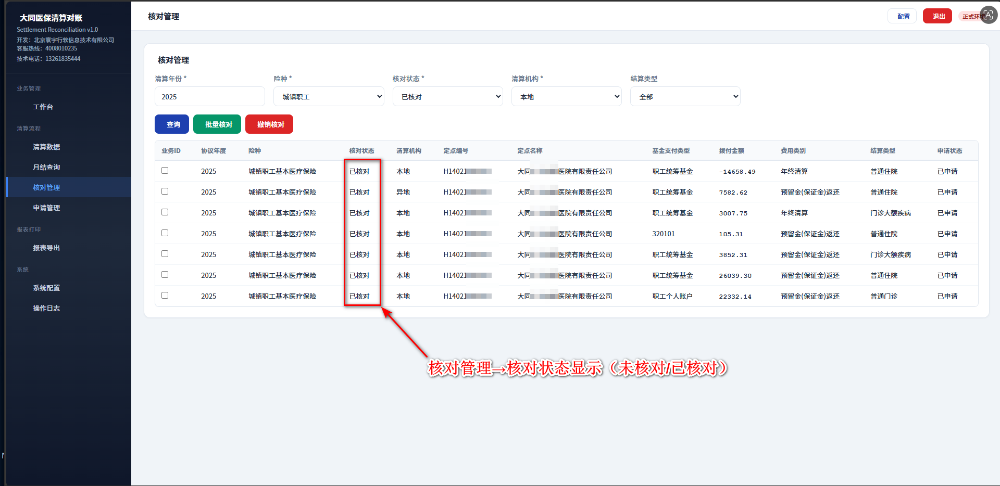 大同医保清算对账
Settlement Reconciliation v1.0
开发：北京寰宇行软信息技术有限公司
客服热线：4008010235
技术电话：13261835444
业务管理
工作台
清算流程
清算数据
月结查询
核对管理
申请管理
报表打印
报表导出
系统
系统配置
操作日志
核对管理
配置
退出
正式环
核对管理
清算年份 * 险种 * 核对状态 * 清算机构 * 结算类型
2025 城镇职工 已核对 本地 全部
查询 批量核对 撤销核对
业务ID 协议年度 险种 核对状态 清算机构 定点编号 定点名称 基金支付类型 拨付金额 费用类别 结算类型 申请状态
2025 城镇职工基本医疗保险 已核对 本地 H14021 大同 医院有限责任公司 职工统筹基金 -14658.49 年终清算 普通住院 已申请
2025 城镇职工基本医疗保险 已核对 异地 H14021 大同 医院有限责任公司 职工统筹基金 7582.62 预留金(保证金)返还 普通住院 已申请
2025 城镇职工基本医疗保险 已核对 本地 H14021 大同 医院有限责任公司 职工统筹基金 3007.75 年终清算 门诊大额疾病 已申请
2025 城镇职工基本医疗保险 已核对 本地 H14021 大同 医院有限责任公司 320101 105.31 预留金(保证金)返还 普通住院 已申请
2025 城镇职工基本医疗保险 已核对 本地 H14021 大同 医院有限责任公司 职工统筹基金 3852.31 预留金(保证金)返还 门诊大额疾病 已申请
2025 城镇职工基本医疗保险 已核对 本地 H14021 大同 医院有限责任公司 职工统筹基金 26039.30 预留金(保证金)返还 普通住院 已申请
2025 城镇职工基本医疗保险 已核对 本地 H14021 大同 医院有限责任公司 职工个人账户 22332.14 预留金(保证金)返还 普通门诊 已申请
核对管理→核对状态显示（未核对/已核对）